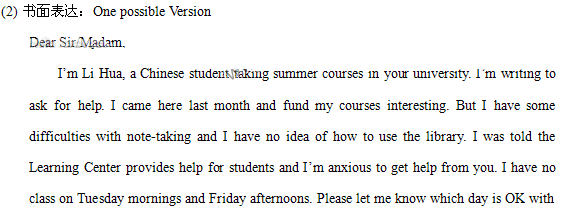 (2) 书面表达：One possible Version
Dear Sir/Madam,
I'm Li Hua, a Chinese student taking summer courses in your university. I'm writing to
ask for help. I came here last month and fund my courses interesting. But I have some
difficulties with note-taking and I have no idea of how to use the library. I was told the
Learning Center provides help for students and I'm anxious to get help from you. I have no
class on Tuesday mornings and Friday afternoons. Please let me know which day is OK with